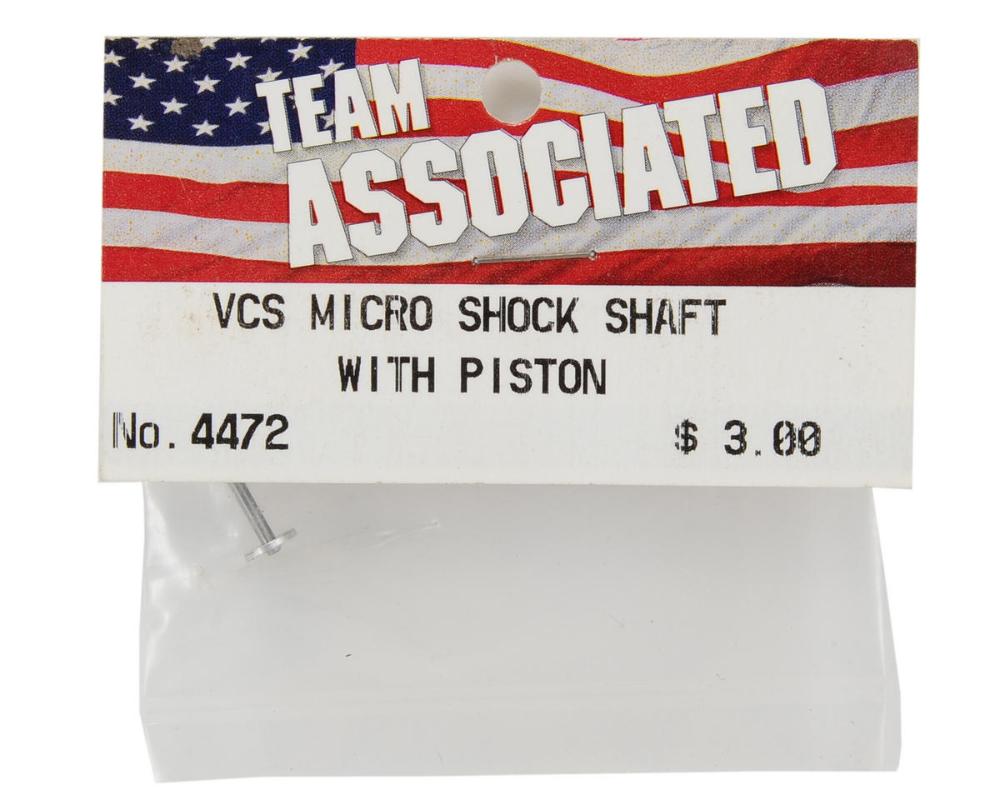 TEAM
ASSOCIATED
VCS MICRO SHOCK SHAFT
WITH PISTON
No. 4472 $ 3.00